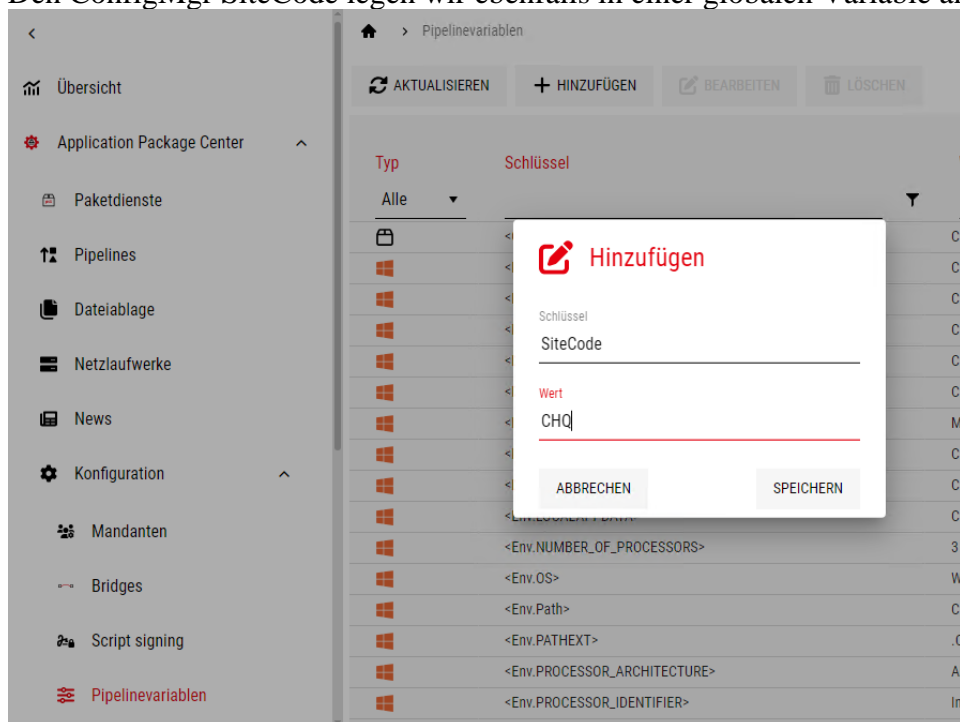 Den ConfigMgr SiteCode legen wir ebenfalls in einer globalen Variable
Übersicht
Application Package Center
Paketdienste
Pipelines
Dateiablage
Netzlaufwerke
News
Konfiguration
Mandanten
Bridges
Script signing
Pipelinevariablen
> Pipelinevariablen
AKTUALISIEREN HINZUFÜGEN BEARBEITEN LÖSCHEN
Typ Schlüssel
Alle
Hinzufügen
Schlüssel
SiteCode
Wert
CHQ
ABBRECHEN SPEICHERN
<Env.NUMBER_OF_PROCESSORS> 3
<Env.OS> W
<Env.Path> C
<Env.PATHEXT>
<Env.PROCESSOR_ARCHITECTURE> A
<Env.PROCESSOR_IDENTIFIER> In